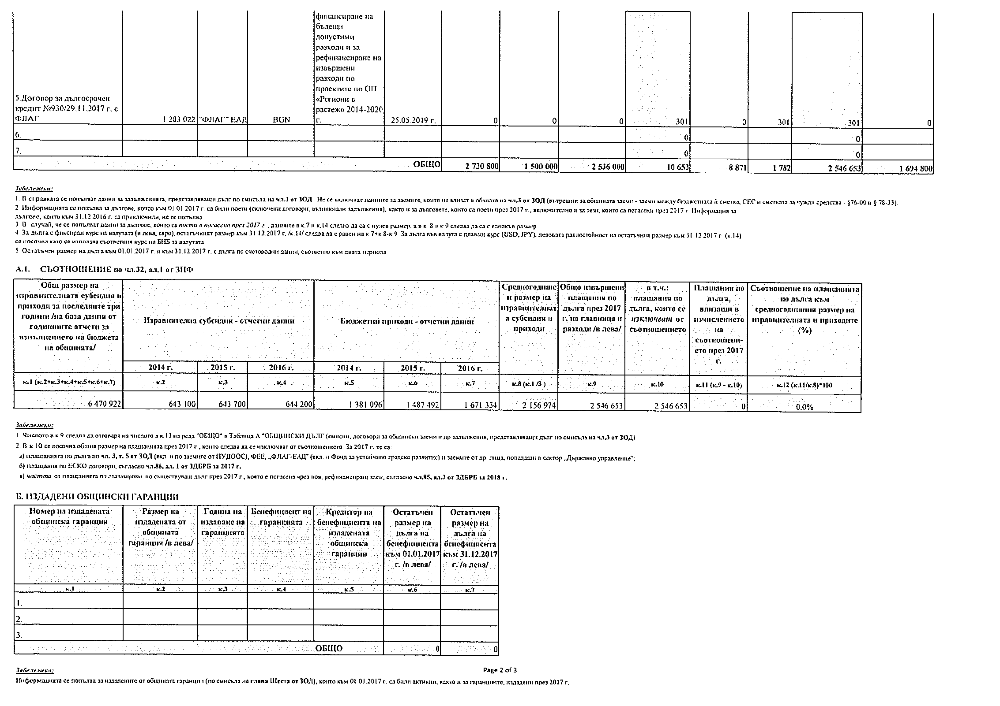 финансиране на
бъдещи
допустими
разходи и за
рефинансиране на
извършени
разходи по
проектите по ОП
«Региони в
растеж» 2014-2020
г.
5.Договор за дългосрочен
кредит №930/29.11.2017 г. с
ФЛАГ
1 203 022 "ФЛАГ" ЕАД BGN 25.05.2019 г. 0 0 0 301 0 301 301 0
6. 0 0
7. 0 0
ОБЩО 2 730 800 1 500 000 2 536 000 10 653 8 871 1 782 2 546 653 1 694 800
Забележки:
1. В справката се попълват данни за задълженията, представляващи дълг по смисъла на чл.3 от ЗОД. Не се включват данните за заемите, които не влизат в обхвата на чл.3 от ЗОД (вътрешни за общината заеми - заеми между бюджетната й сметка, СЕС и сметката за чужди средства - §76-00 и § 78-33).
2 Информацията се попълва за дългове, които към 01.01 2017 г. са били поети (сключени договори, възникнали задължения), както и за дълговете, които са поети през 2017 г., включително и за тези, които са погасени през 2017 г Информация за
дългове, които към 31.12 2016 г. са приключили, не се попълва
3 В случай, че се попълват данни за дългове, които са поети и погасени през 2017 г. , данните в к.7 и к.14 следва да са с нулев размер, а в к 8 и к.9 следва да са с еднакъв размер
4 За дълга с фиксиран курс на валутата (в лева, евро), остатъчният размер към 31 12.2017 г. /к.14/ следва да е равен на к 7+к 8-к 9 За дълга във валута с плаващ курс (USD, JPY), левовата равностойност на остатъчния размер към 31.12 2017 г (к.14)
се посочва като се използва съответния курс на БНБ за валутата
5 Остатъчен размер на дълга към 01.01.2017 г. и към 31.12.2017 г. е дълга по счетоводни данни, съответно към двата периода
А.1. СЪОТНОШЕНИЕ по чл.32, ал.1 от ЗПФ
Общ размер на
изравнителната субсидия и
приходи за последните три
години /на база данни от
годишните отчети за
изпълнението на бюджета
на общината/
Изравнителна субсидия - отчетни данни
Бюджетни приходи - отчетни данни
Средногодише
н размер на
изравнителнат
а субсидия и
приходи
Общо извършени
плащания по
дълга през 2017
г. по главница и
разходи /в лева/
в т.ч.:
плащания по
дълга, които се
изключват от
съотношението
Плащания по
дълга,
влизащи в
изчислението
на
съотношени-
ето през 2017
г.
Съотношение на плащанията
по дълга към
средногодишния размер на
изравнителната и приходите
(%)
2014 г. 2015 г. 2016 г. 2014 г. 2015 г. 2016 г.
к.1 (к.2+к.3+к.4+к.5+к.6+к.7) к.2 к.3 к.4 к.5 к.6 к.7 к.8 (к.1 /3 ) к.9 к.10 к.11 (к.9 - к.10) к.12 (к.11/к.8)*100
6 470 922 643 100 643 700 644 200 1 381 096 1 487 492 1 671 334 2 156 974 2 546 653 2 546 653 0 0.0%
Забележки:
1 Числото в к 9 следва да отговаря на числото в к.13 на реда "ОБЩО" в Таблица А "ОБЩИНСКИ ДЪЛГ (емисии, договори за общински заеми и др задължения, представляващи дълг по смисъла на чл.3 от ЗОД)
2. В к.10 се посочва общия размер на плащанията през 2017 г , които следва да се изключват от съотношението. За 2017 г. те са:
а) плащанията по дълга по чл. 3, т. 5 от ЗОД (вкл и по заемите от ПУДООС), ФЕЕ, „ФЛАГ-ЕАД" (вкл. и Фонд за устойчиво градско развитие) и заемите от др. лица, попадащи в сектор „Държавно управление";
б) плащания по ЕСКО договори, съгласно чл.86, ал. 1 от ЗДБРБ за 2017 г.
в) частта от плащанията по главницата по съществуващ дълг през 2017 г , която е погасена чрез нов, рефинансиращ заем, съгласно чл.85, ал.3 от ЗДБРБ за 2018 г.
Б. ИЗДАДЕНИ ОБЩИНСКИ ГАРАНЦИИ
Номер на издадената
общинска гаранция
Размер на
издадената от
общината
гаранция /в лева/
Година на
издаване на
гаранцията
Бенефициент на
гаранцията
Кредитор на
бенефициента на
издадената
общинска
гаранция
Остатъчен
размер на
дълга на
бенефициента
към 01.01.2017
г. /в лева/
Остатъчен
размер на
дълга на
бенефициента
към 31.12.2017
г. /в лева/
к.1 к.2 к.3 к.4 к.5 к.6 к.7
1.
2.
3.
ОБЩО 0 0
Забележка:
Page 2 of 3
Информацията се попълва за издадените от общината гаранции (по смисъла на глава Шеста от ЗОД), които към 01 01.2017 г. са били активни, както и за гаранциите, издадени през 2017 г.